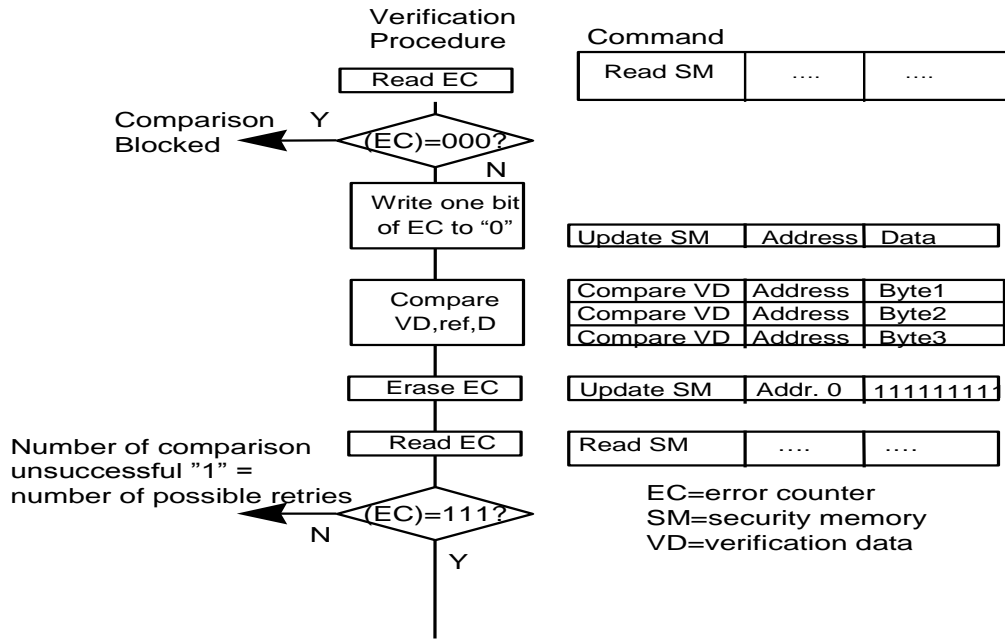 Verification
Procedure
Command
Read EC
Read SM .... ....
Y
Comparison
Blocked
(EC)=000?
N
Write one bit
of EC to “0”
Update SM Address Data
Compare
VD,ref,D
Compare VD Address Byte1
Compare VD Address Byte2
Compare VD Address Byte3
Erase EC
Update SM Addr. 0 111111111
Read EC
Read SM .... ....
Number of comparison
unsuccessful ”1” =
number of possible retries
(EC)=111?
N
Y
EC=error counter
SM=security memory
VD=verification data